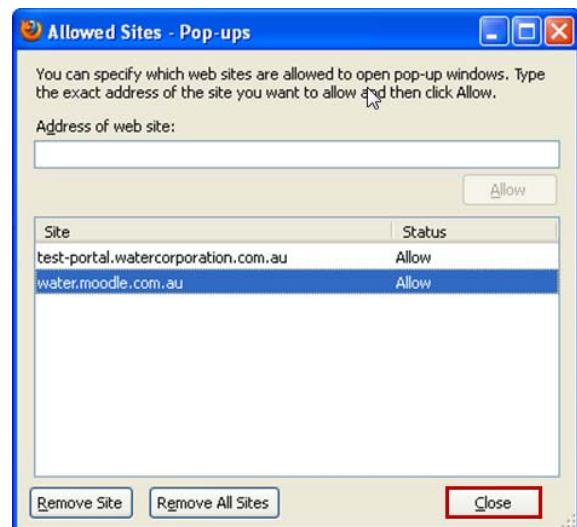 Allowed Sites - Pop-ups
You can specify which web sites are allowed to open pop-up windows. Type
the exact address of the site you want to allow and then click Allow.
Address of web site:
Allow
Site Status
test-portal.watercorporation.com.au Allow
water.moodle.com.au Allow
Remove Site Remove All Sites Close